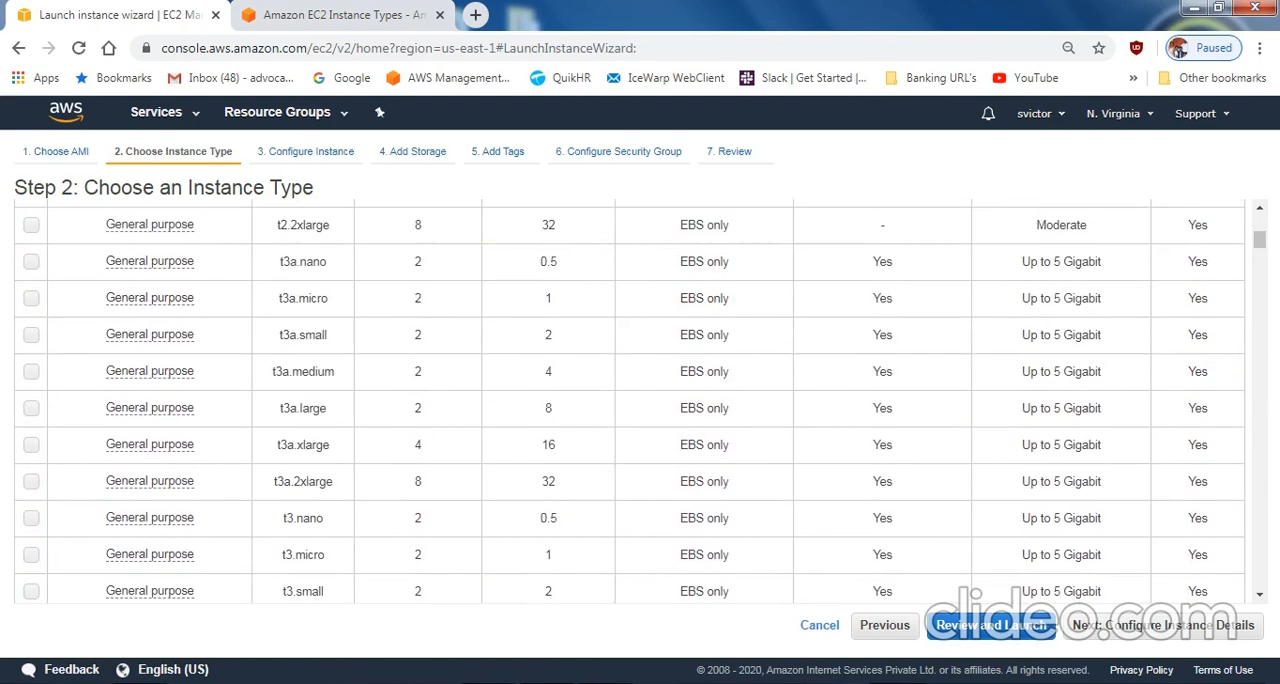 Launch instance wizard | EC2 Ma
Amazon EC2 Instance Types - Am
console.aws.amazon.com/ec2/v2/home?region=us-east-1#LaunchInstanceWizard:
Paused
Apps Bookmarks Inbox (48) - advoca... Google AWS Management... QuikHR IceWarp WebClient Slack | Get Started |... Banking URL's YouTube » Other bookmarks
aws Services Resource Groups svictor N. Virginia Support
1. Choose AMI 2. Choose Instance Type 3. Configure Instance 4. Add Storage 5. Add Tags 6. Configure Security Group 7. Review
Step 2: Choose an Instance Type
General purpose t2.2xlarge 8 32 EBS only - Moderate Yes
General purpose t3a.nano 2 0.5 EBS only Yes Up to 5 Gigabit Yes
General purpose t3a.micro 2 1 EBS only Yes Up to 5 Gigabit Yes
General purpose t3a.small 2 2 EBS only Yes Up to 5 Gigabit Yes
General purpose t3a.medium 2 4 EBS only Yes Up to 5 Gigabit Yes
General purpose t3a.large 2 8 EBS only Yes Up to 5 Gigabit Yes
General purpose t3a.xlarge 4 16 EBS only Yes Up to 5 Gigabit Yes
General purpose t3a.2xlarge 8 32 EBS only Yes Up to 5 Gigabit Yes
General purpose t3.nano 2 0.5 EBS only Yes Up to 5 Gigabit Yes
General purpose t3.micro 2 1 EBS only Yes Up to 5 Gigabit Yes
General purpose t3.small 2 2 EBS only Yes Up to 5 Gigabit Yes
Cancel Previous Review and Launch Next: Configure Instance Details
clideo.com
Feedback English (US) © 2008 - 2020, Amazon Internet Services Private Ltd. or its affiliates. All rights reserved. Privacy Policy Terms of Use